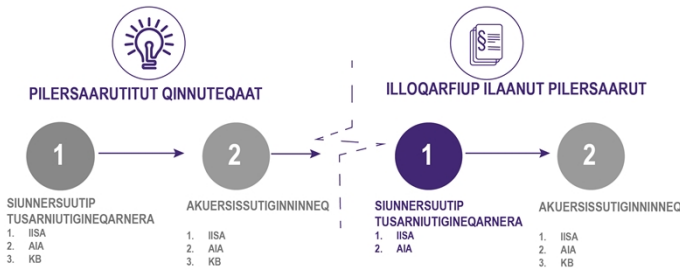 §
PILERSAARUTITUT QINNUTEQAAT
ILLOQARFIUP ILAANUT PILERSAARUT
1
2
1
2
SIUNNERSUUTIP
TUSARNIUTIGINEQARNERA
1. IISA
2. AIA
3. KB
AKUERSISSUTIGINNINNEQ
1. IISA
2. AIA
3. KB
SIUNNERSUUTIP
TUSARNIUTIGINEQARNERA
1. IISA
2. AIA
AKUERSISSUTIGINNINNEQ
1. IISA
2. AIA
3. KB